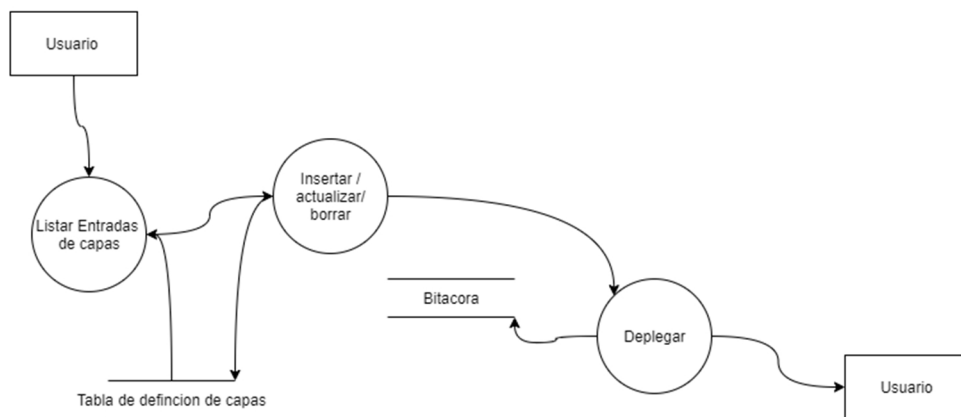 Usuario
Insertar /
actualizar/
borrar
Listar Entradas
de capas
Bitacora
Deplegar
Usuario
Tabla de defincion de capas